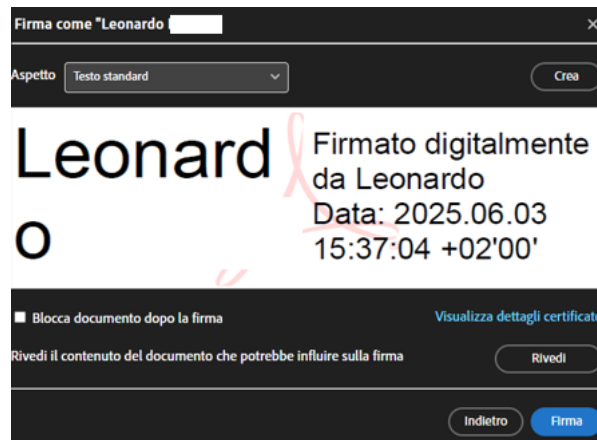 Firma come "Leonardo
Aspetto Testo standard Crea
Leonard
o
Firmato digitalmente
da Leonardo
Data: 2025.06.03
15:37:04 +02'00'
Blocca documento dopo la firma Visualizza dettagli certificato
Rivedi il contenuto del documento che potrebbe influire sulla firma Rivedi
Indietro Firma